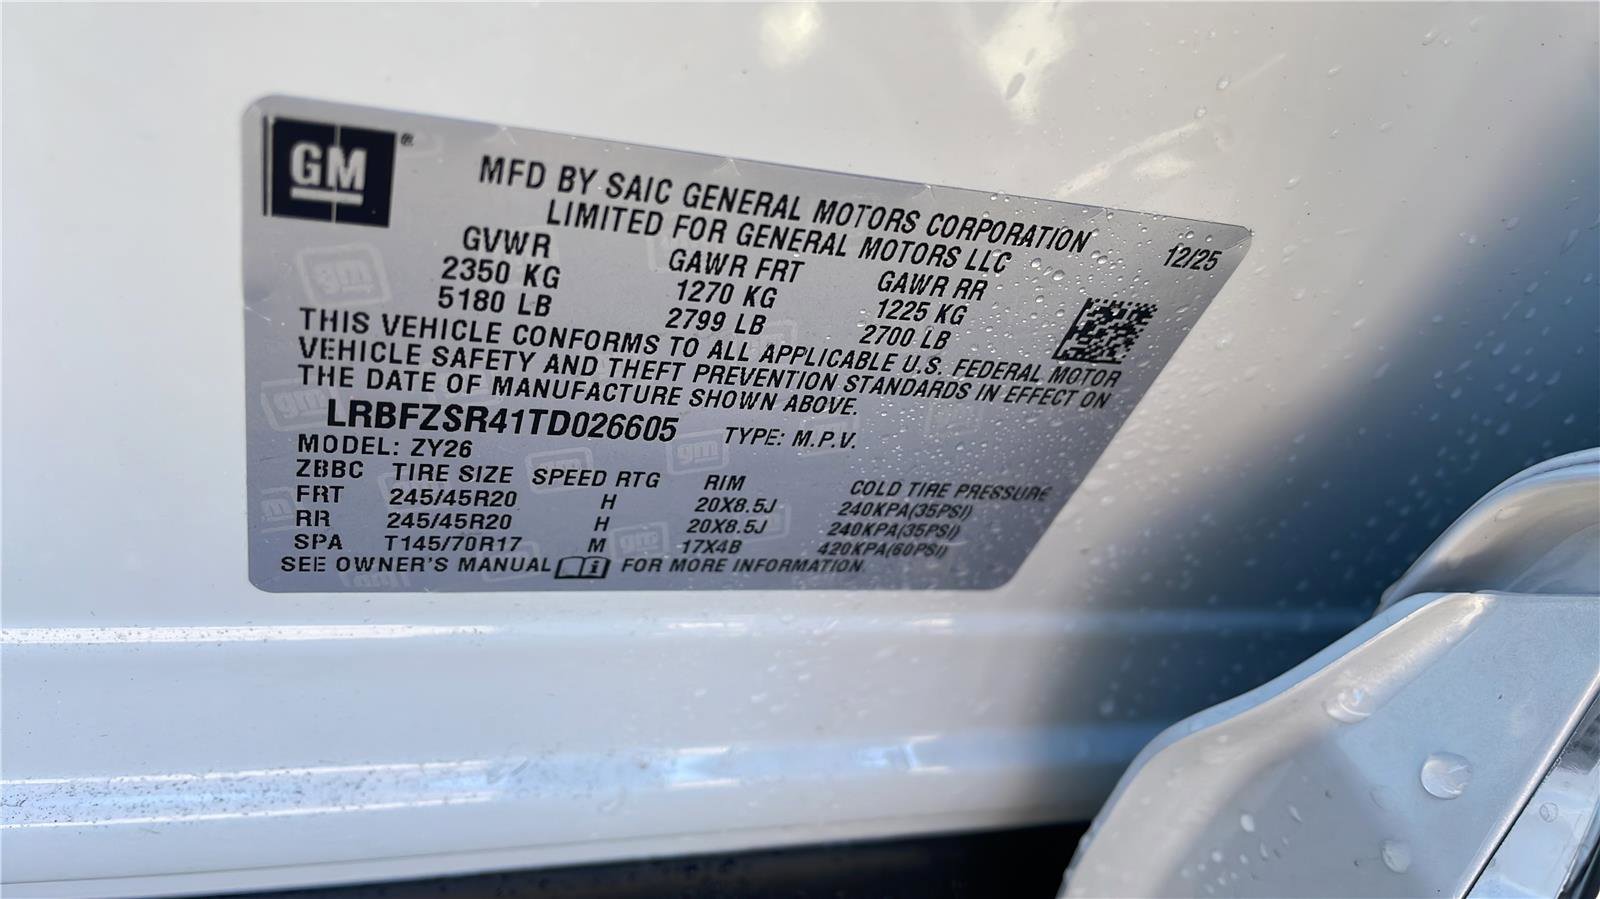 GM ®
MFD BY SAIC GENERAL MOTORS CORPORATION
LIMITED FOR GENERAL MOTORS LLC
12/25
GVWR GAWR FRT GAWR RR
2350 KG 1270 KG 1225 KG
5180 LB 2799 LB 2700 LB
THIS VEHICLE CONFORMS TO ALL APPLICABLE U.S. FEDERAL MOTOR
VEHICLE SAFETY AND THEFT PREVENTION STANDARDS IN EFFECT ON
THE DATE OF MANUFACTURE SHOWN ABOVE.
LRBFZSR41TD026605 TYPE: M.P.V.
MODEL: ZY26
ZBBC TIRE SIZE SPEED RTG RIM COLD TIRE PRESSURE
FRT 245/45R20 H 20X8.5J 240KPA(35PSI)
RR 245/45R20 H 20X8.5J 240KPA(35PSI)
SPA T145/70R17 M 17X4B 420KPA(60PSI)
SEE OWNER'S MANUAL i FOR MORE INFORMATION.